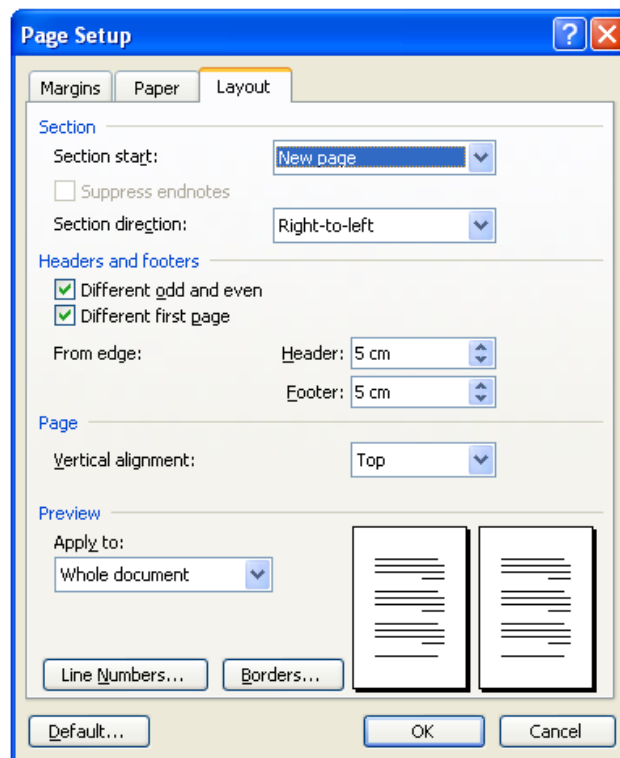 Page Setup
Margins Paper Layout
Section
Section start: New page
Suppress endnotes
Section direction: Right-to-left
Headers and footers
Different odd and even
Different first page
From edge: Header: 5 cm
Footer: 5 cm
Page
Vertical alignment: Top
Preview
Apply to:
Whole document
Line Numbers... Borders...
Default... OK Cancel